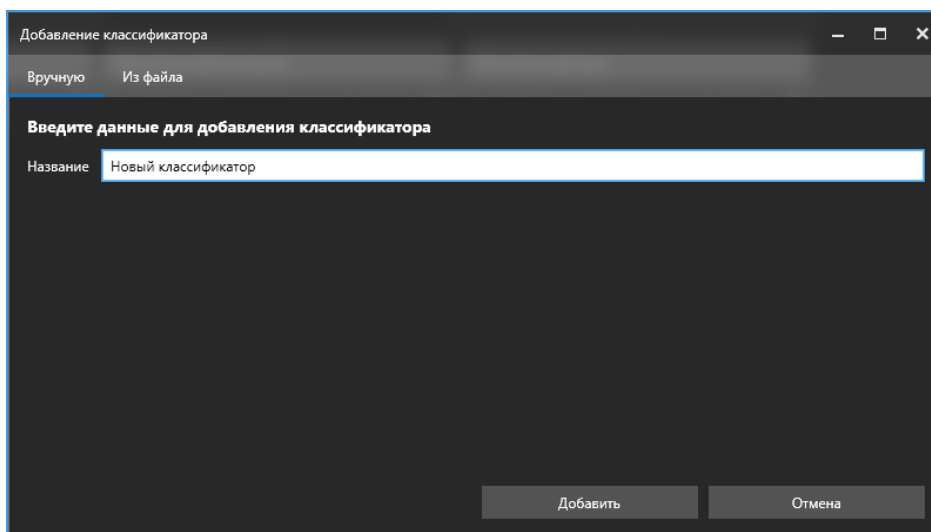 Добавление классификатора
Вручную Из файла
Введите данные для добавления классификатора
Название Новый классификатор
Добавить Отмена